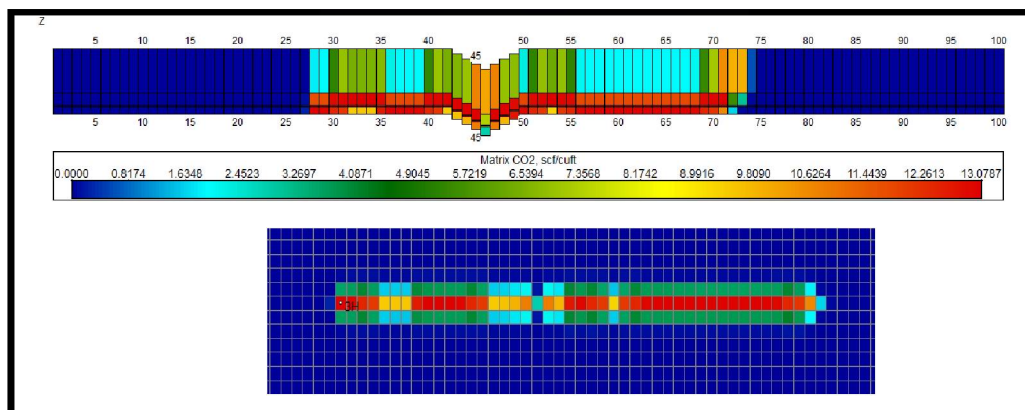 Z
5 10 15 20 25 30 35 40 45 50 55 60 65 70 75 80 85 90 95 100
5 10 15 20 25 30 35 40 45 50 55 60 65 70 75 80 85 90 95 100
Matrix CO2, scf/cuft
0.0000 0.8174 1.6348 2.4523 3.2697 4.0871 4.9045 5.7219 6.5394 7.3568 8.1742 8.9916 9.8090 10.6264 11.4439 12.2613 13.0787
3H